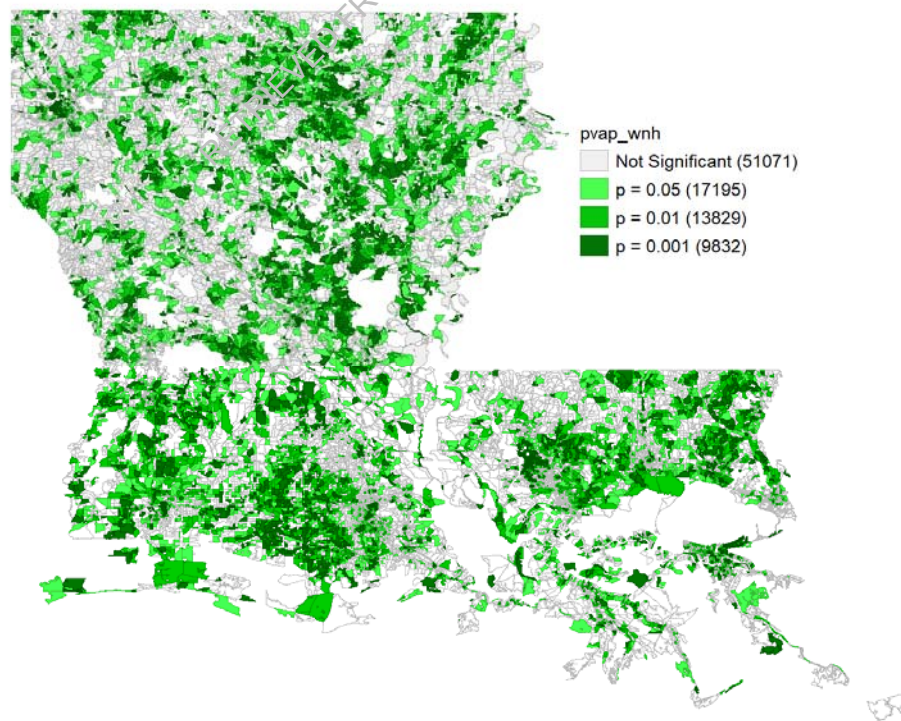 pvap_wnh
Not Significant (51071)
p = 0.05 (17195)
p = 0.01 (13829)
p = 0.001 (9832)